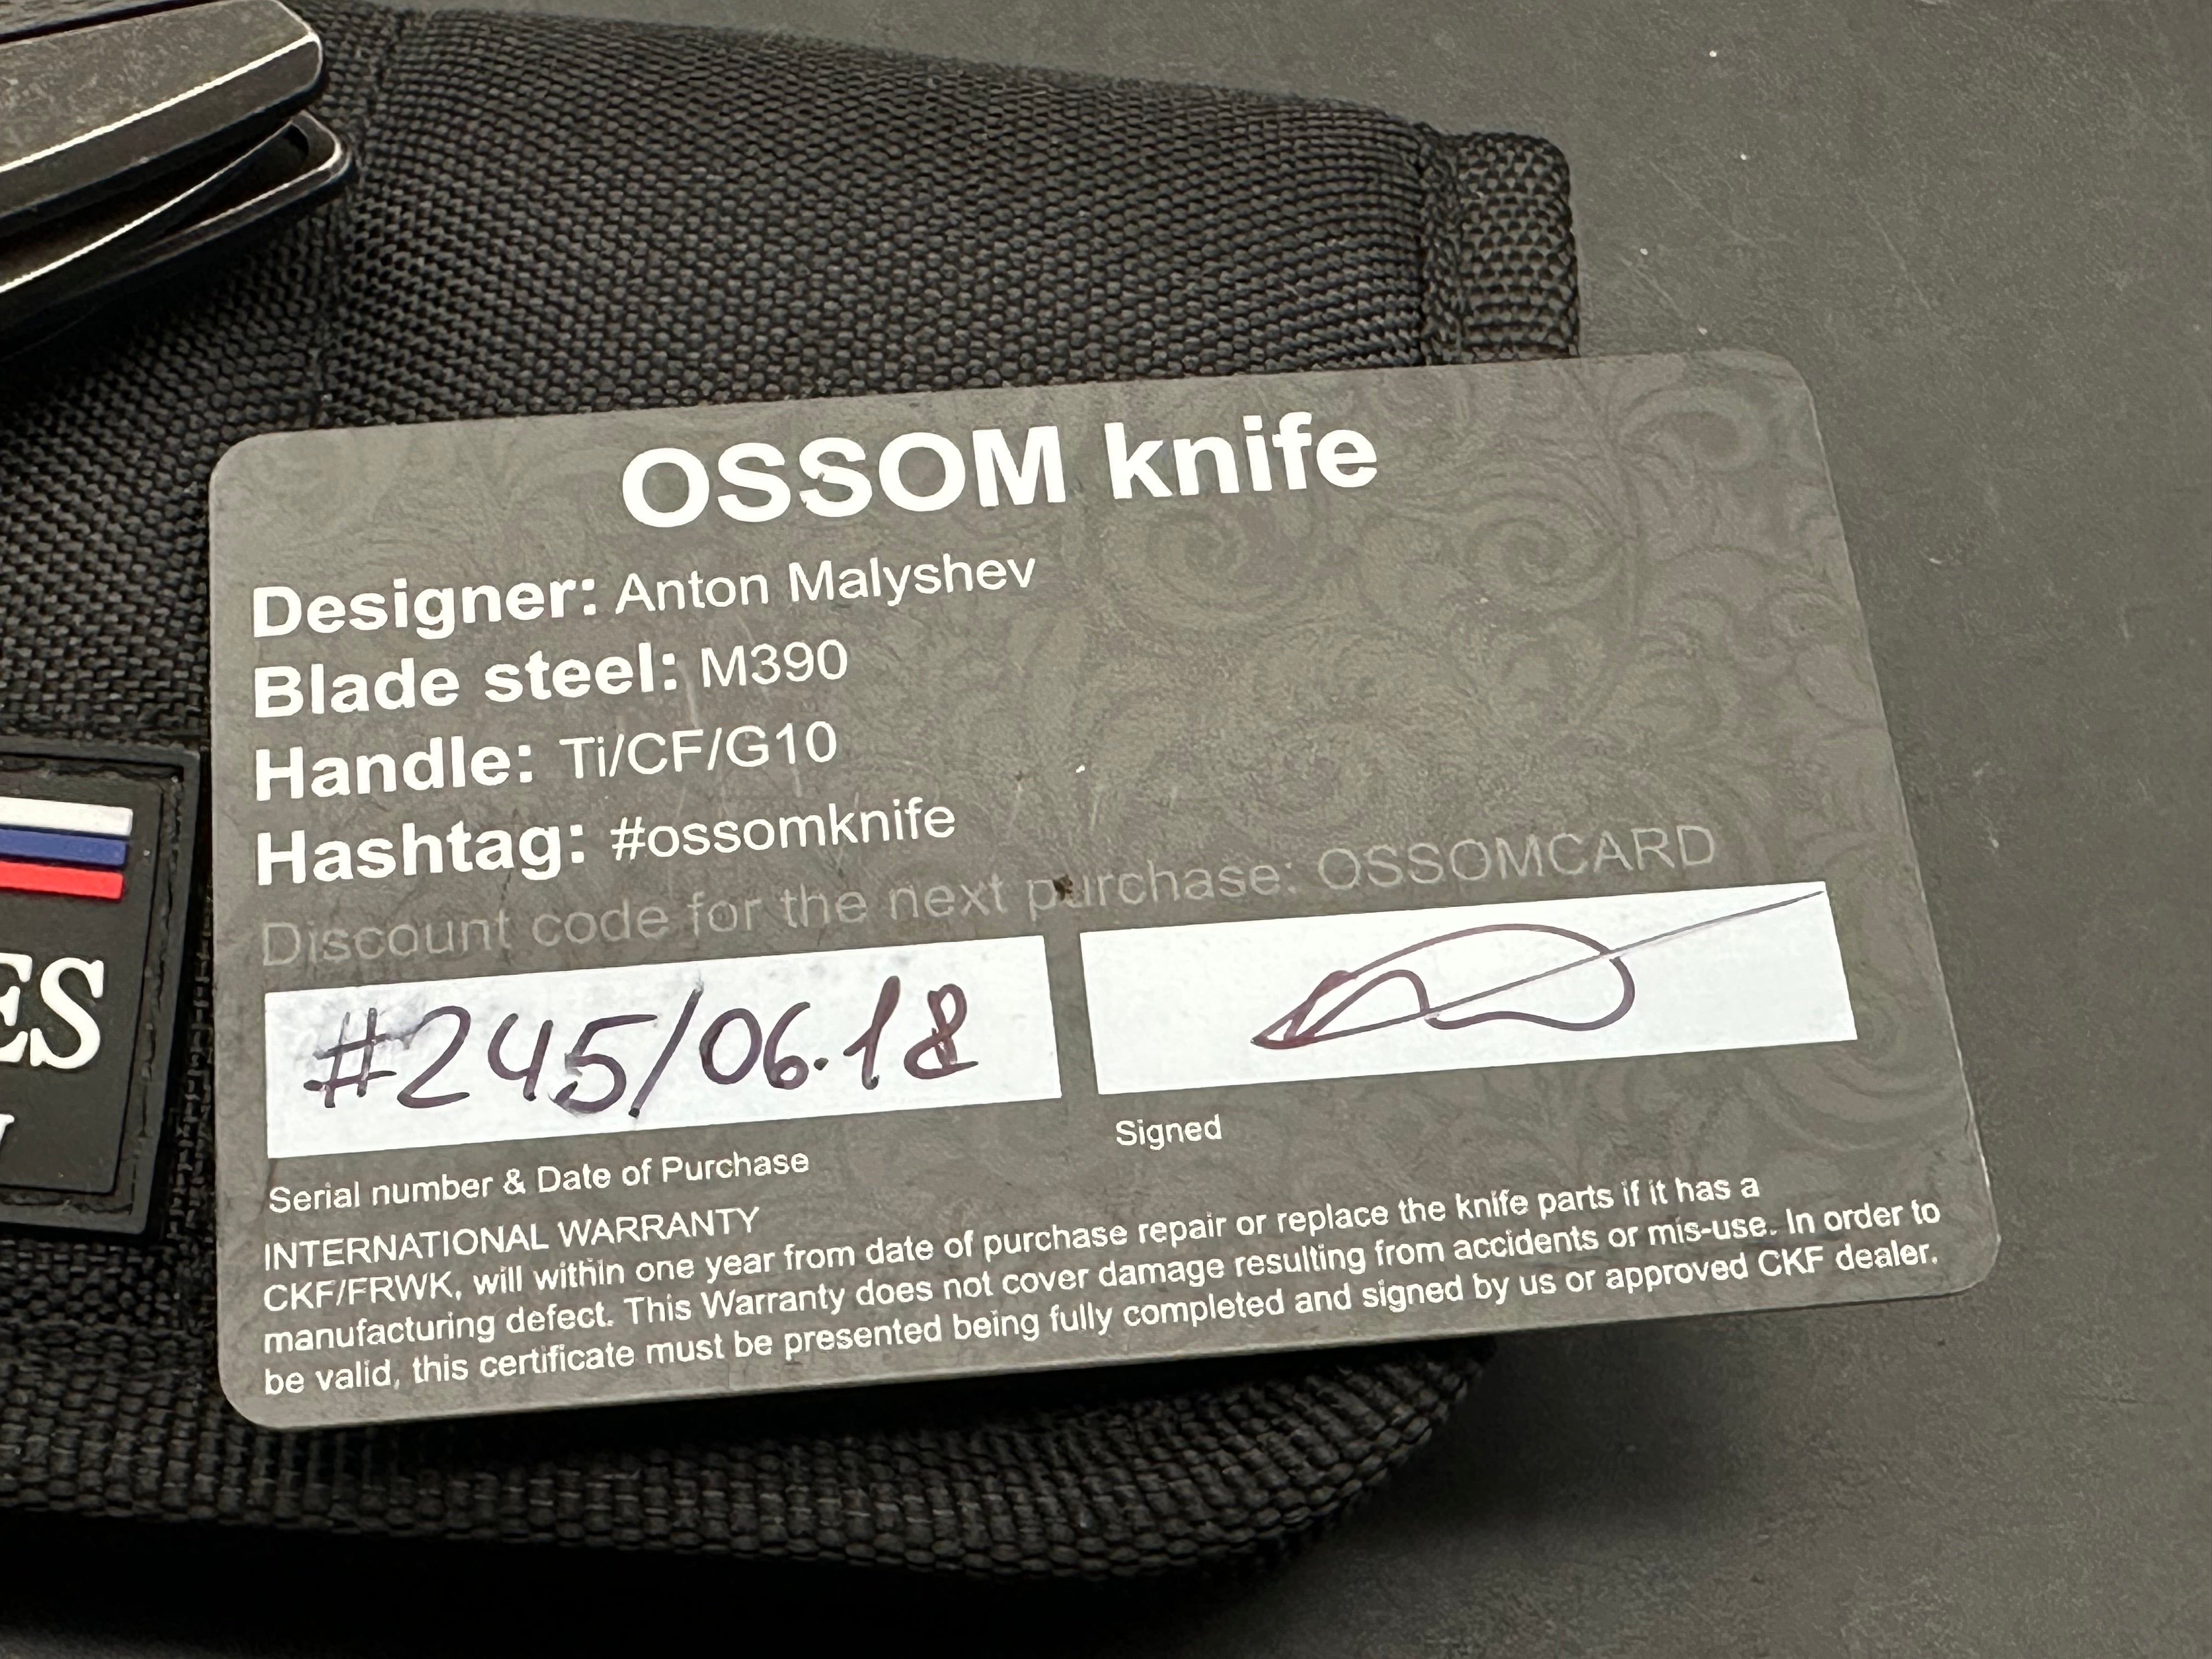 OSSOM knife
Designer: Anton Malyshev
Blade steel: M390
Handle: Ti/CF/G10
Hashtag: #ossomknife
Discount code for the next purchase: OSSOMCARD
#245/06.18
Serial number & Date of Purchase
Signed
INTERNATIONAL WARRANTY
CKF/FRWK, will within one year from date of purchase repair or replace the knife parts if it has a
manufacturing defect. This Warranty does not cover damage resulting from accidents or mis-use. In order to
be valid, this certificate must be presented being fully completed and signed by us or approved CKF dealer.
ES